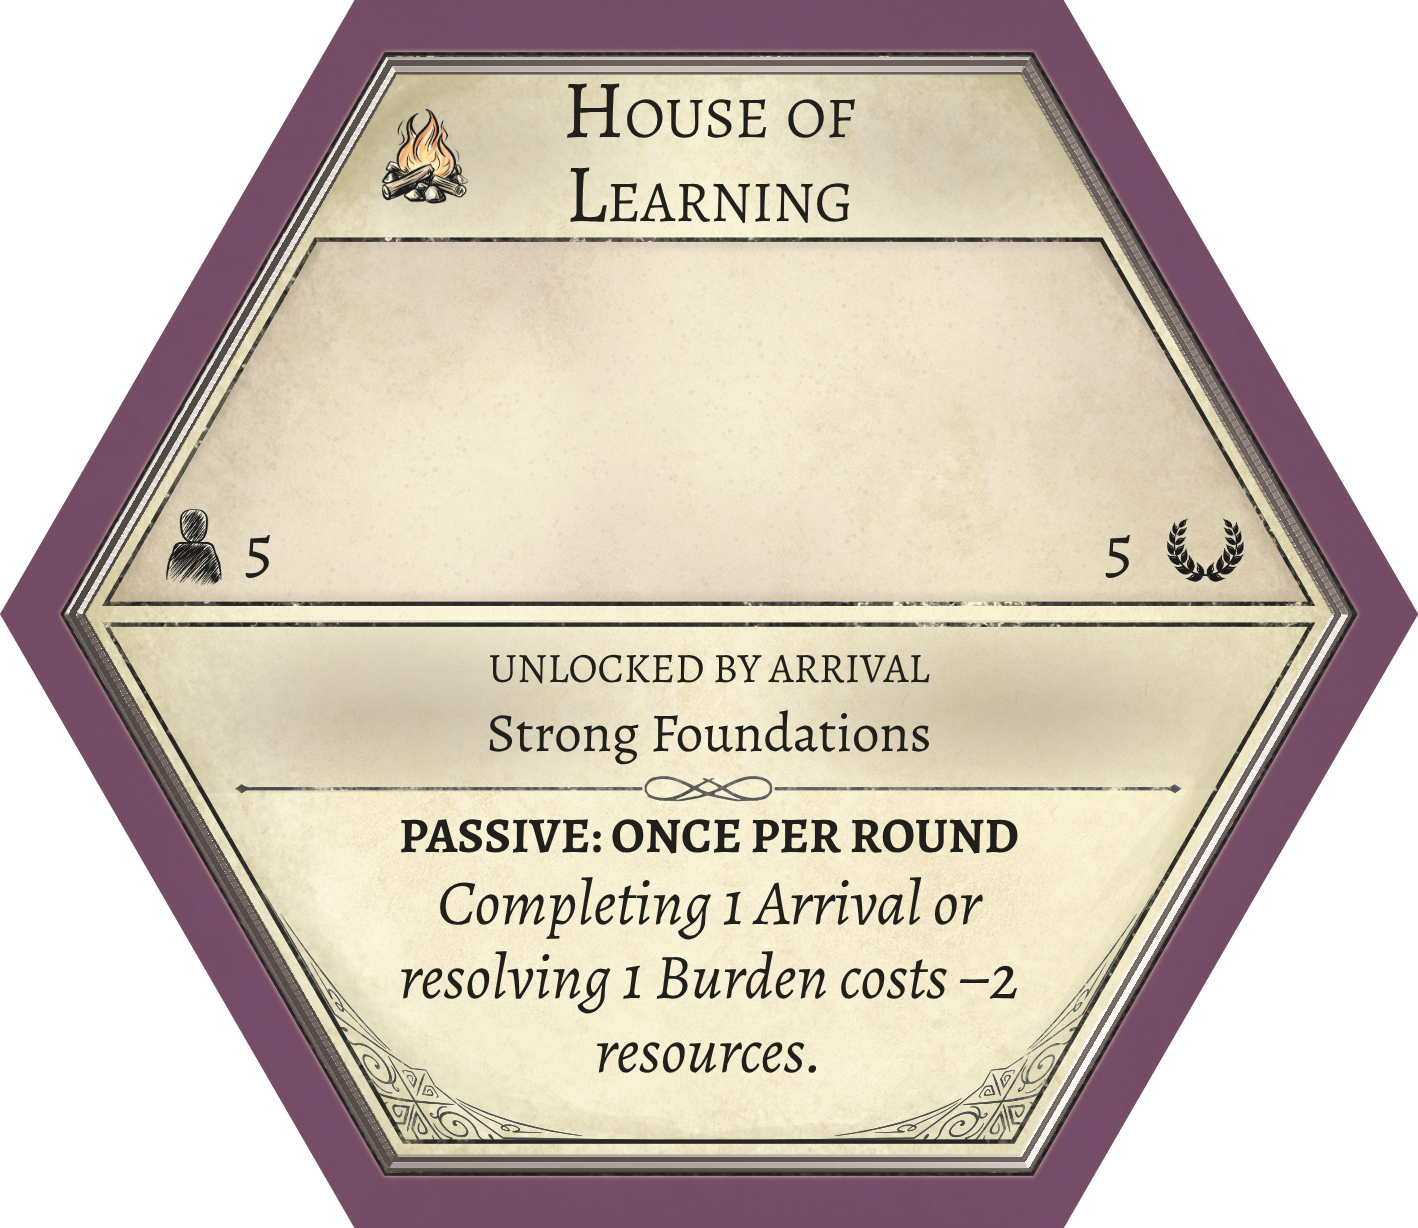 House of
Learning
5
5
UNLOCKED BY ARRIVAL
Strong Foundations
PASSIVE: ONCE PER ROUND
Completing 1 Arrival or
resolving 1 Burden costs –2
resources.